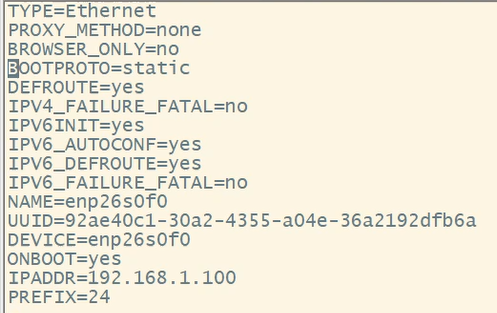 TYPE=Ethernet
PROXY_METHOD=none
BROWSER_ONLY=no
BOOTPROTO=static
DEFROUTE=yes
IPV4_FAILURE_FATAL=no
IPV6INIT=yes
IPV6_AUTOCONF=yes
IPV6_DEFROUTE=yes
IPV6_FAILURE_FATAL=no
NAME=enp26s0f0
UUID=92ae40c1-30a2-4355-a04e-36a2192dfb6a
DEVICE=enp26s0f0
ONBOOT=yes
IPADDR=192.168.1.100
PREFIX=24